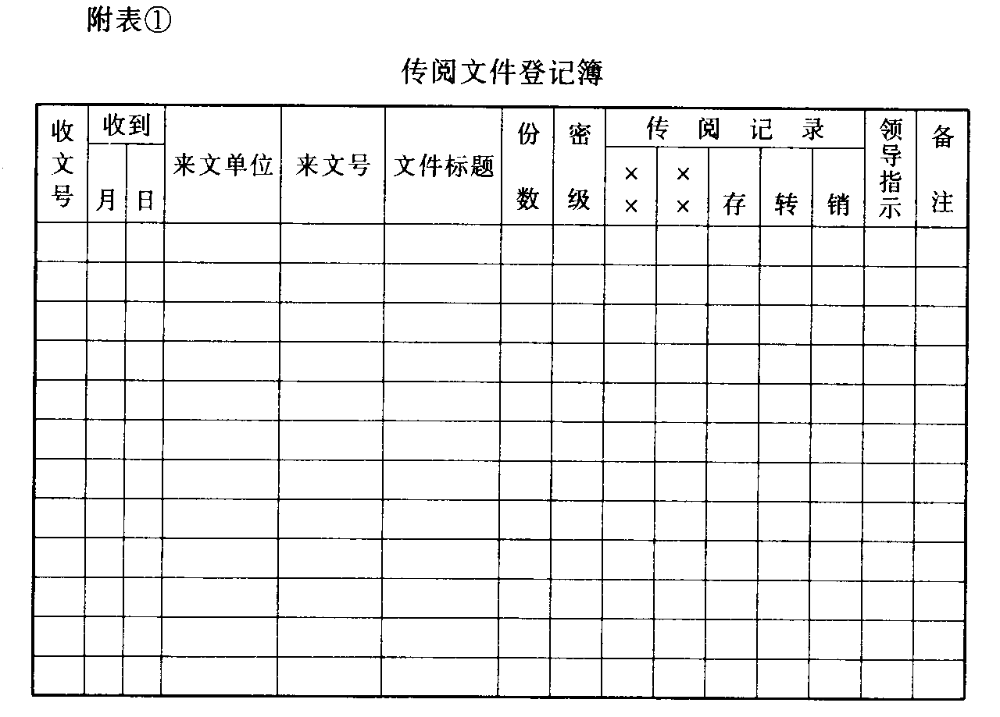 附表①
传阅文件登记簿
收文号
收到
月
日
来文单位
来文号
文件标题
份数
密级
传阅记录
××
××
存
转
销
领导指示
备注